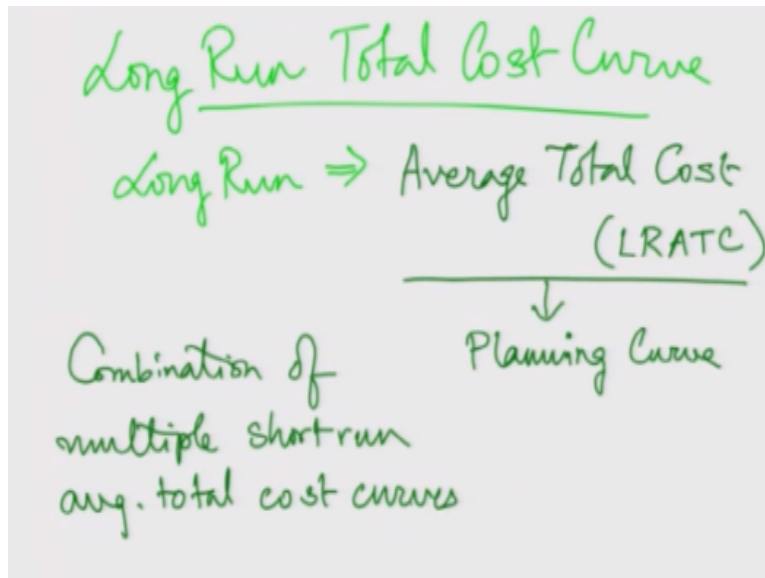 Long Run Total Cost Curve
Long Run ⇒ Average Total Cost
(LRATC)
Planning Curve
Combination of
multiple short run
avg. total cost curves